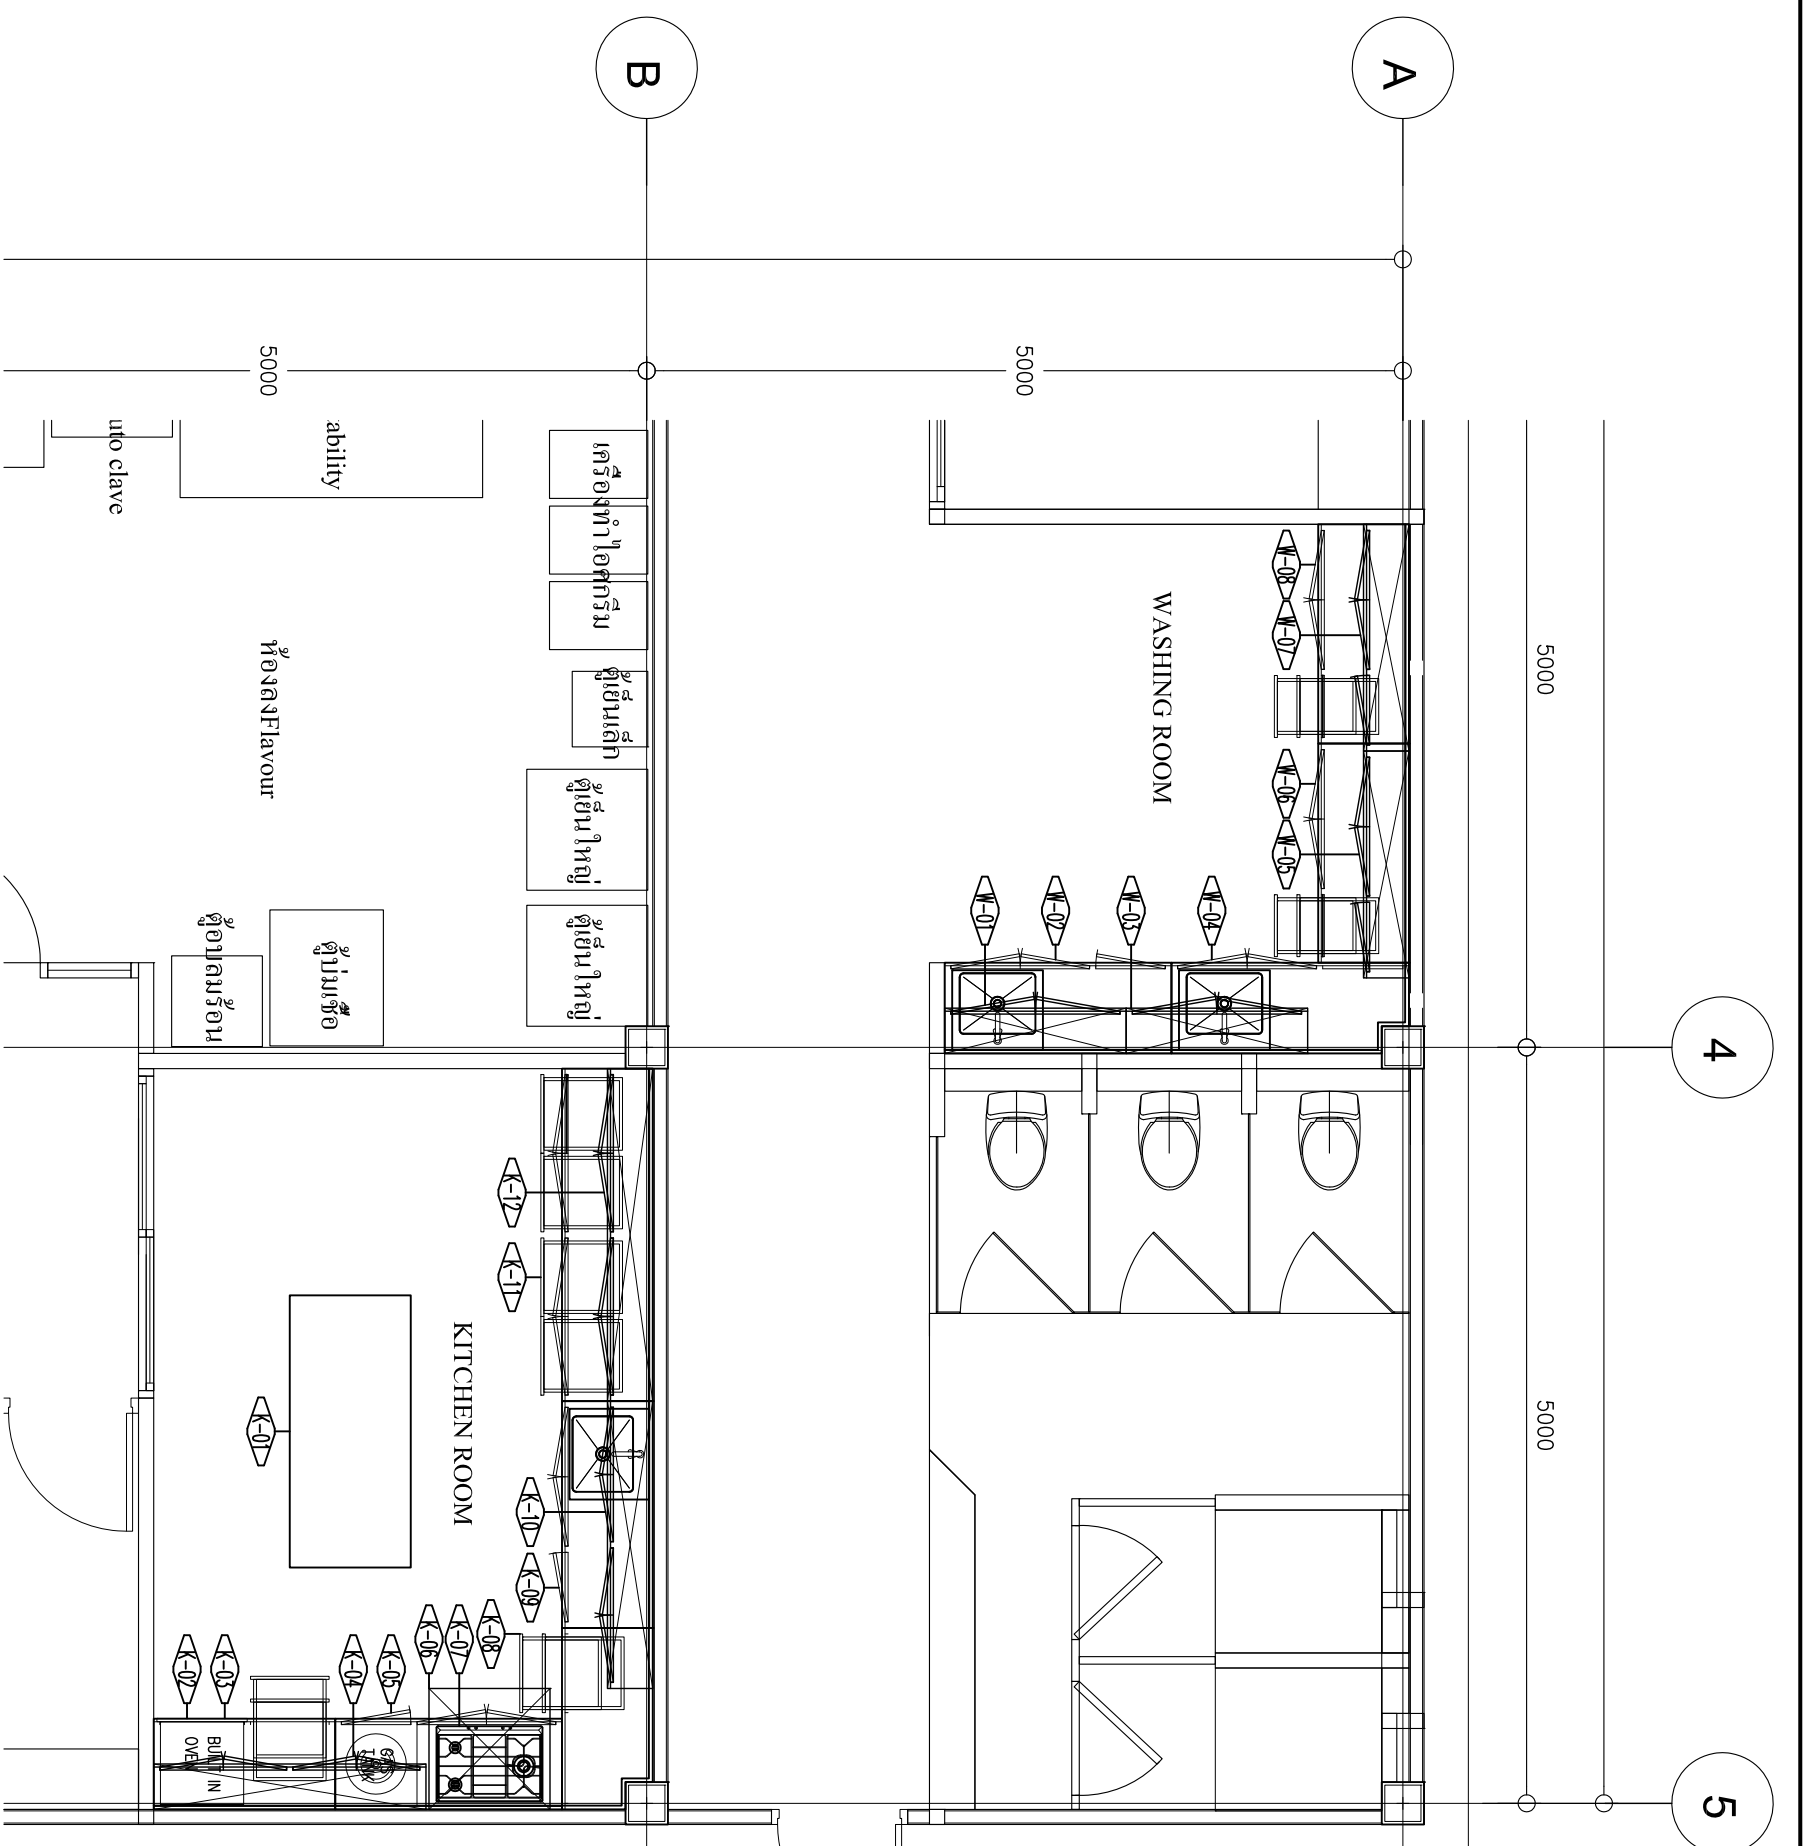 A
B
4
5
5000
5000
5000
5000
W-08
W-07
W-06
W-05
WASHING ROOM
W-04
W-03
W-02
W-01
เครื่องทำไอศกรีม
ตู้เย็นเล็ก
ตู้เย็นใหญ่
ตู้เย็นใหญ่
ability
uto clave
ห้องลงFlavour
ตู้บ่มเชื้อ
ตู้อบลมร้อน
K-12
K-11
K-10
K-09
K-08
K-07
K-06
K-05
K-04
K-03
K-02
KITCHEN ROOM
K-01
GAS
TANK
BUILT IN
OVEN